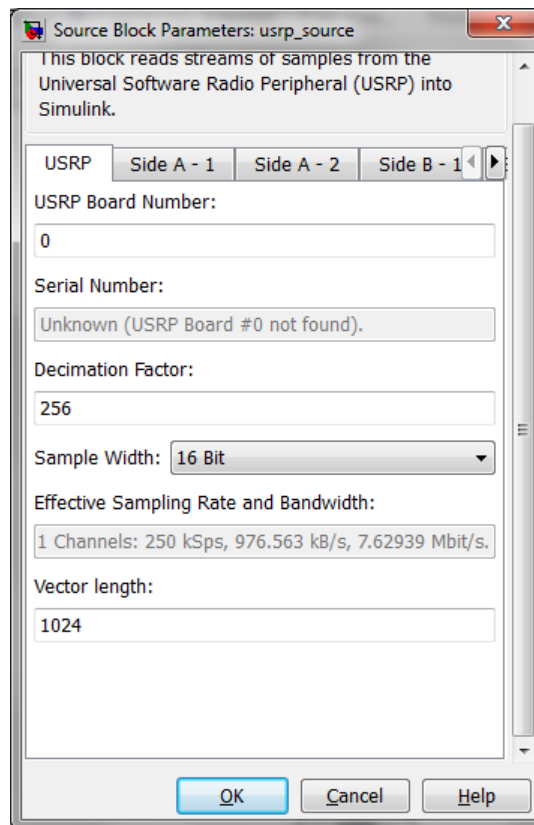 Source Block Parameters: usrp_source
This block reads streams of samples from the
Universal Software Radio Peripheral (USRP) into
Simulink.
USRP Side A - 1 Side A - 2 Side B - 1
USRP Board Number:
0
Serial Number:
Unknown (USRP Board #0 not found).
Decimation Factor:
256
Sample Width: 16 Bit
Effective Sampling Rate and Bandwidth:
1 Channels: 250 kSps, 976.563 kB/s, 7.62939 Mbit/s.
Vector length:
1024
OK Cancel Help